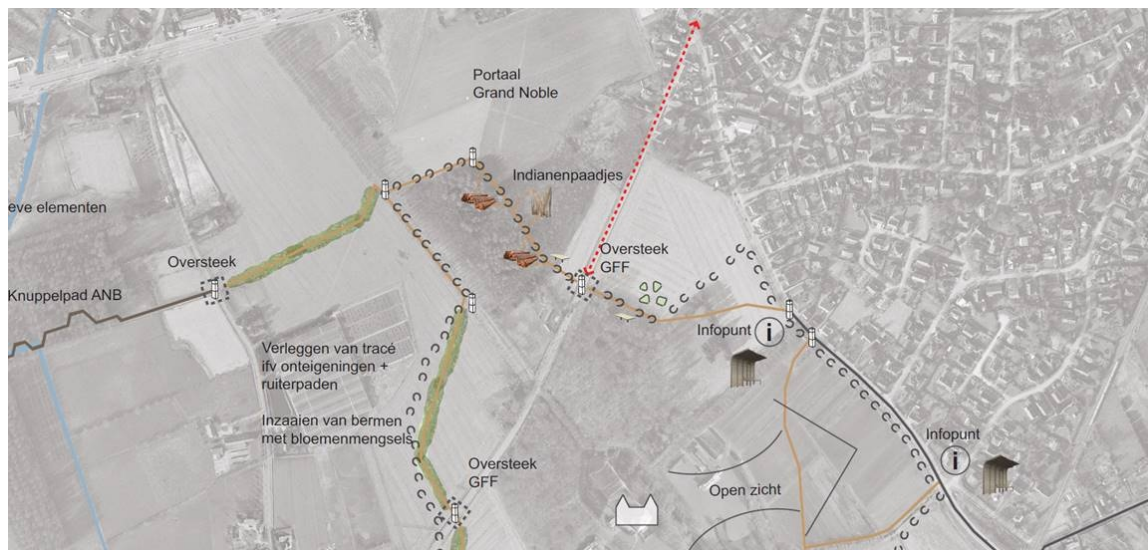 Portaal
Grand Noble
Indianenpaadjes
eve elementen
Oversteek
Oversteek
GFF
Knuppelpad ANB
Infopunt
i
Verleggen van tracé
ifv onteigeningen +
ruiterpaden
Inzaaien van bermen
met bloemenmengsels
Infopunt
i
Oversteek
GFF
Open zicht